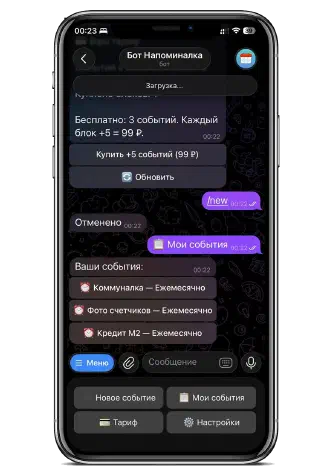 00:23
Бот Напоминалка
бот
Загрузка...
Бесплатно: 3 событий. Каждый
блок +5 = 99 ₽.
00:22
Купить +5 событий (99 ₽)
Обновить
/new 00:22
Отменено 00:22
Мои события 00:22
Ваши события:
00:22
Коммуналка — Ежемесячно
Фото счетчиков — Ежемесячно
Кредит М2 — Ежемесячно
Меню
Сообщение
Новое событие
Мои события
Тариф
Настройки